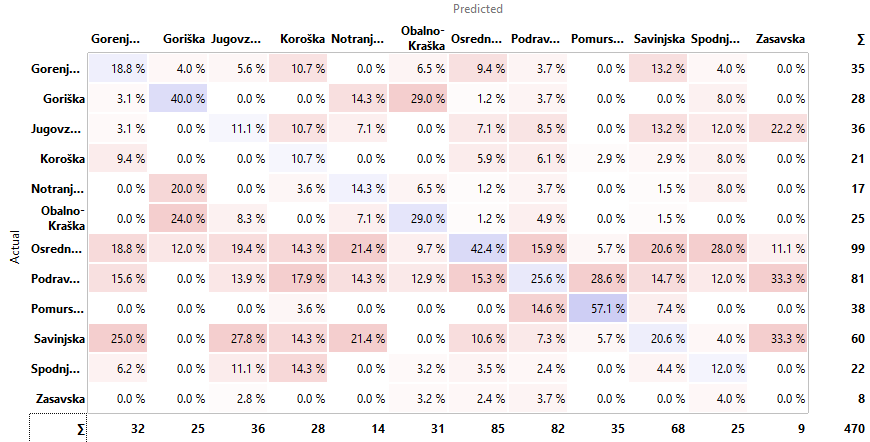 Predicted
Gorenj... Goriška Jugovz... Koroška Notranj... Obalno-Kraška Osredn... Podrav... Pomurs... Savinjska Spodnj... Zasavska Σ
Gorenj... 18.8 % 4.0 % 5.6 % 10.7 % 0.0 % 6.5 % 9.4 % 3.7 % 0.0 % 13.2 % 4.0 % 0.0 % 35
Goriška 3.1 % 40.0 % 0.0 % 0.0 % 14.3 % 29.0 % 1.2 % 3.7 % 0.0 % 0.0 % 8.0 % 0.0 % 28
Jugovz... 3.1 % 0.0 % 11.1 % 10.7 % 7.1 % 0.0 % 7.1 % 8.5 % 0.0 % 13.2 % 12.0 % 22.2 % 36
Koroška 9.4 % 0.0 % 0.0 % 10.7 % 0.0 % 0.0 % 5.9 % 6.1 % 2.9 % 2.9 % 8.0 % 0.0 % 21
Notranj... 0.0 % 20.0 % 0.0 % 3.6 % 14.3 % 6.5 % 1.2 % 3.7 % 0.0 % 1.5 % 8.0 % 0.0 % 17
Obalno-Kraška 0.0 % 24.0 % 8.3 % 0.0 % 7.1 % 29.0 % 1.2 % 4.9 % 0.0 % 1.5 % 0.0 % 0.0 % 25
Actual
Osredn... 18.8 % 12.0 % 19.4 % 14.3 % 21.4 % 9.7 % 42.4 % 15.9 % 5.7 % 20.6 % 28.0 % 11.1 % 99
Podrav... 15.6 % 0.0 % 13.9 % 17.9 % 14.3 % 12.9 % 15.3 % 25.6 % 28.6 % 14.7 % 12.0 % 33.3 % 81
Pomurs... 0.0 % 0.0 % 0.0 % 3.6 % 0.0 % 0.0 % 0.0 % 14.6 % 57.1 % 7.4 % 0.0 % 0.0 % 38
Savinjska 25.0 % 0.0 % 27.8 % 14.3 % 21.4 % 0.0 % 10.6 % 7.3 % 5.7 % 20.6 % 4.0 % 33.3 % 60
Spodnj... 6.2 % 0.0 % 11.1 % 14.3 % 0.0 % 3.2 % 3.5 % 2.4 % 0.0 % 4.4 % 12.0 % 0.0 % 22
Zasavska 0.0 % 0.0 % 2.8 % 0.0 % 0.0 % 3.2 % 2.4 % 3.7 % 0.0 % 0.0 % 4.0 % 0.0 % 8
Σ 32 25 36 28 14 31 85 82 35 68 25 9 470